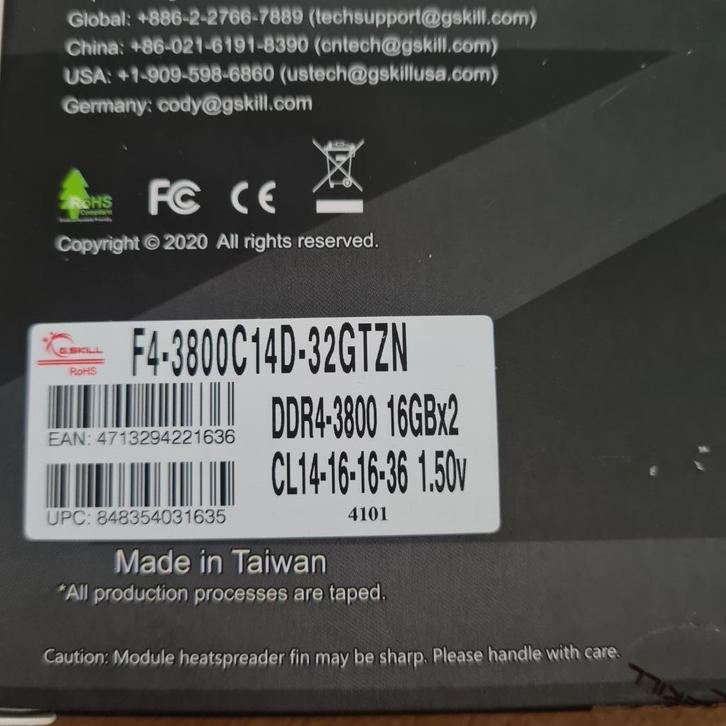 Global: +886-2-2766-7889 (techsupport@gskill.com)
China: +86-021-6191-8390 (cntech@gskill.com)
USA: +1-909-598-6860 (ustech@gskillusa.com)
Germany: cody@gskill.com
RoHS
Compliant
FC CE
Copyright © 2020 All rights reserved.
G.SKILL
RoHS
F4-3800C14D-32GTZN
EAN: 4713294221636
DDR4-3800 16GBx2
CL14-16-16-36 1.50v
UPC: 848354031635
4101
Made in Taiwan
*All production processes are taped.
Caution: Module heatspreader fin may be sharp. Please handle with care.